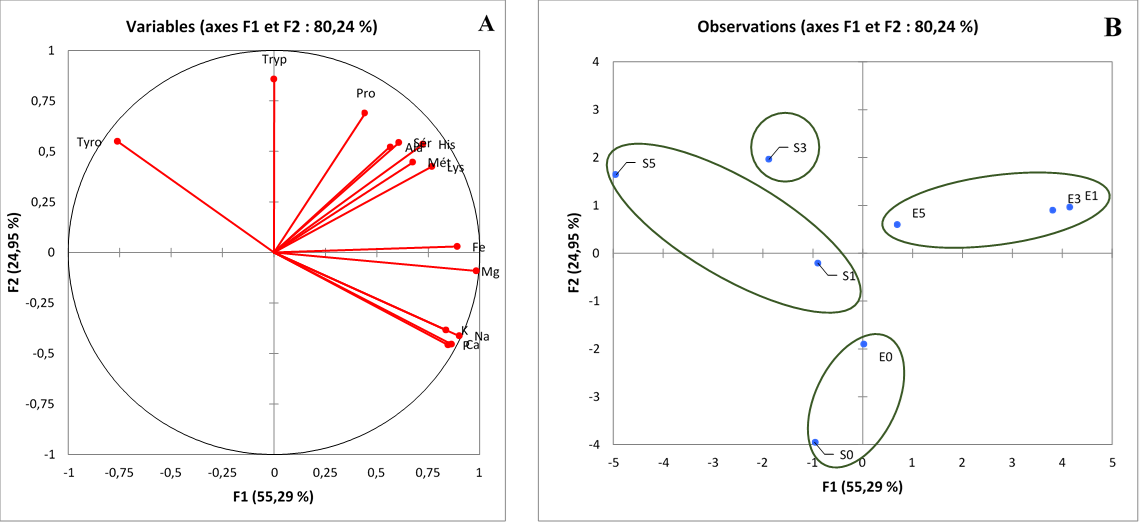 Variables (axes F1 et F2 : 80,24 %)
A
1
Tryp
Pro
0,75
Tyro
Sér
His
Ala
0,5
Mét
Lys
0,25
Fe
0
Mg
-0,25
K
Na
Ca
P
-0,5
-0,75
-1
-1 -0,75 -0,5 -0,25 0 0,25 0,5 0,75 1
F2 (24,95 %)
F1 (55,29 %)
Observations (axes F1 et F2 : 80,24 %)
B
4
3
S3
2
S5
E3 E1
1
E5
0
S1
-1
-2
E0
-3
-4
S0
-5 -4 -3 -2 -1 0 1 2 3 4 5
F2 (24,95 %)
F1 (55,29 %)